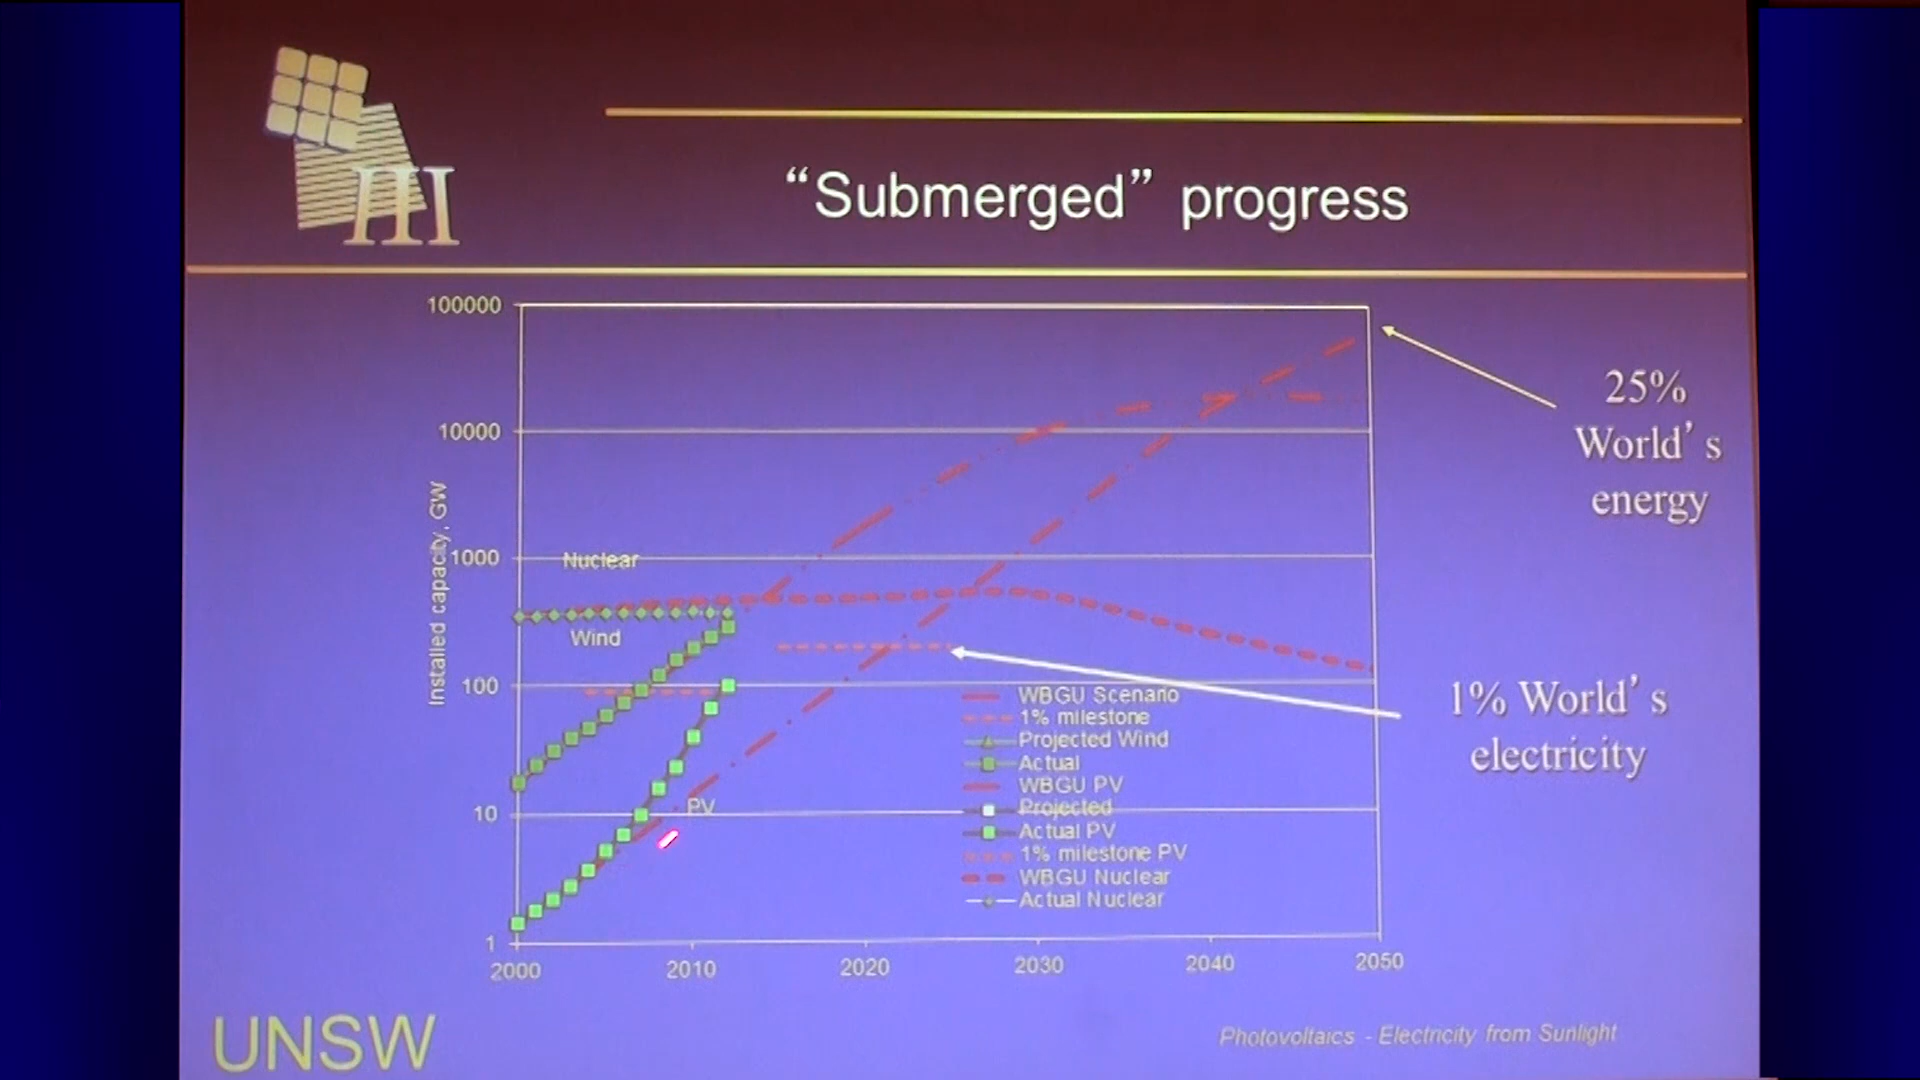 III
“Submerged” progress
100000
10000
1000
100
10
1
Installed capacity, GW
Nuclear
Wind
PV
WBGU Scenario
1% milestone
Projected Wind
Actual
WBGU PV
Projected
Actual PV
1% milestone PV
WBGU Nuclear
Actual Nuclear
2000 2010 2020 2030 2040 2050
25%
World’s
energy
1% World’s
electricity
UNSW
Photovoltaics - Electricity from Sunlight